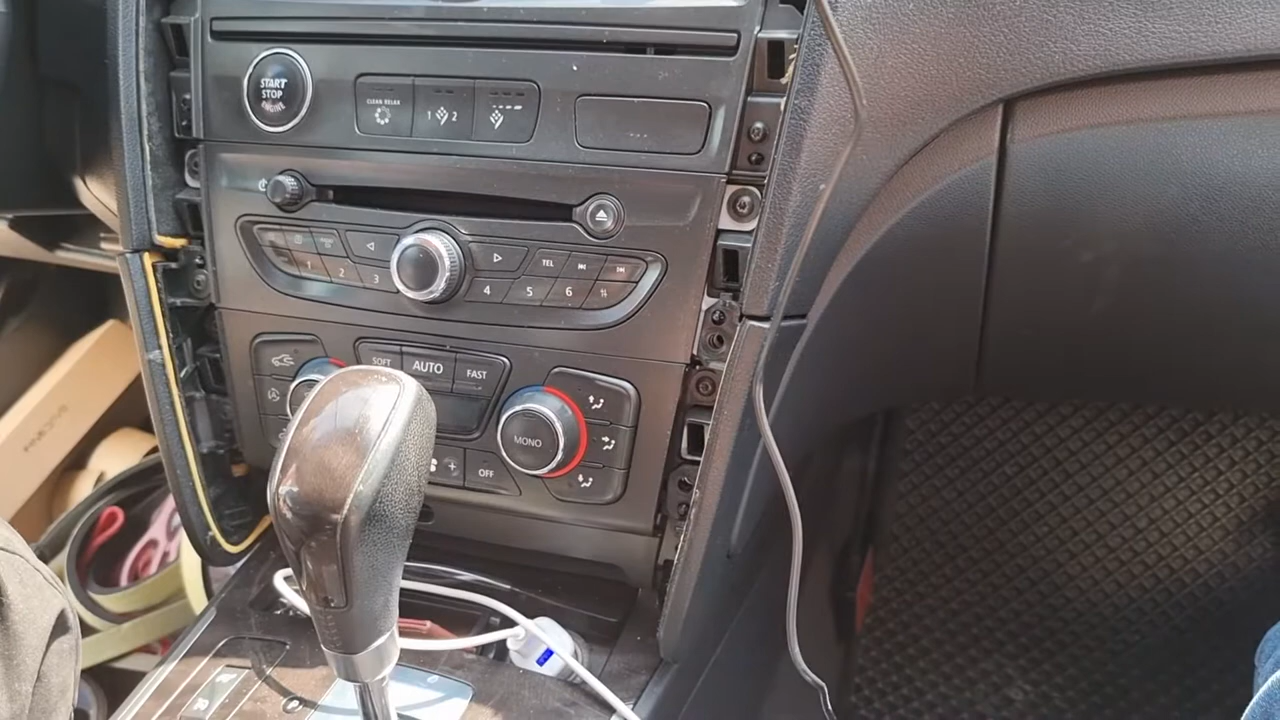 START
STOP
ENGINE
CLEAN RELAX
1 2
TEL
1 2 3 4 5 6
SOFT AUTO FAST
MONO
OFF
P